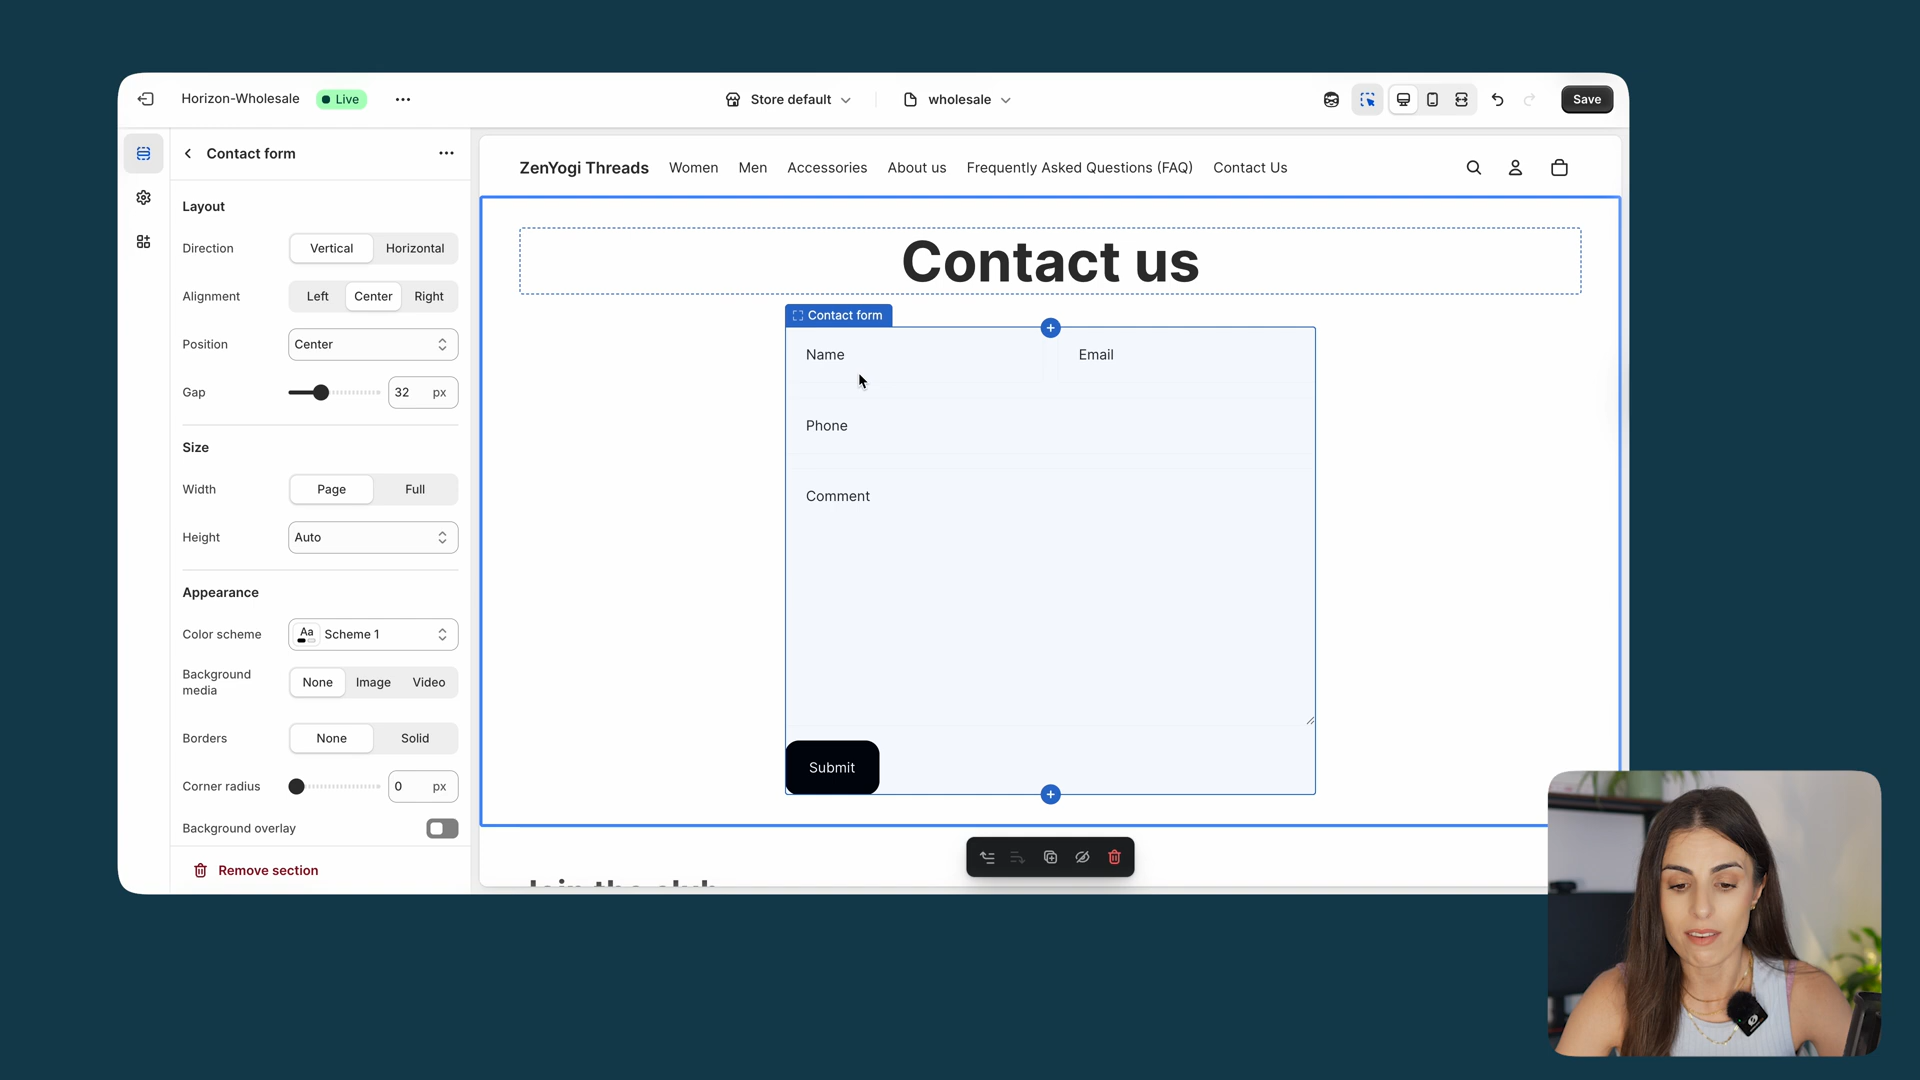 Horizon-Wholesale
Live
Store default
wholesale
Save
Contact form
Layout
Direction
Vertical
Horizontal
Alignment
Left
Center
Right
Position
Center
Gap
32 px
Size
Width
Page
Full
Height
Auto
Appearance
Color scheme
Aa
Scheme 1
Background
media
None
Image
Video
Borders
None
Solid
Corner radius
0 px
Background overlay
Remove section
ZenYogi Threads
Women
Men
Accessories
About us
Frequently Asked Questions (FAQ)
Contact Us
Contact us
Contact form
Name
Email
Phone
Comment
Submit
Join the club